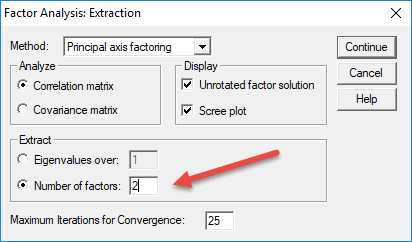 Factor Analysis: Extraction
Method: Principal axis factoring
Continue
Analyze
Display
Correlation matrix
Unrotated factor solution
Cancel
Covariance matrix
Scree plot
Help
Extract
Eigenvalues over: 1
Number of factors: 2
Maximum Iterations for Convergence: 25